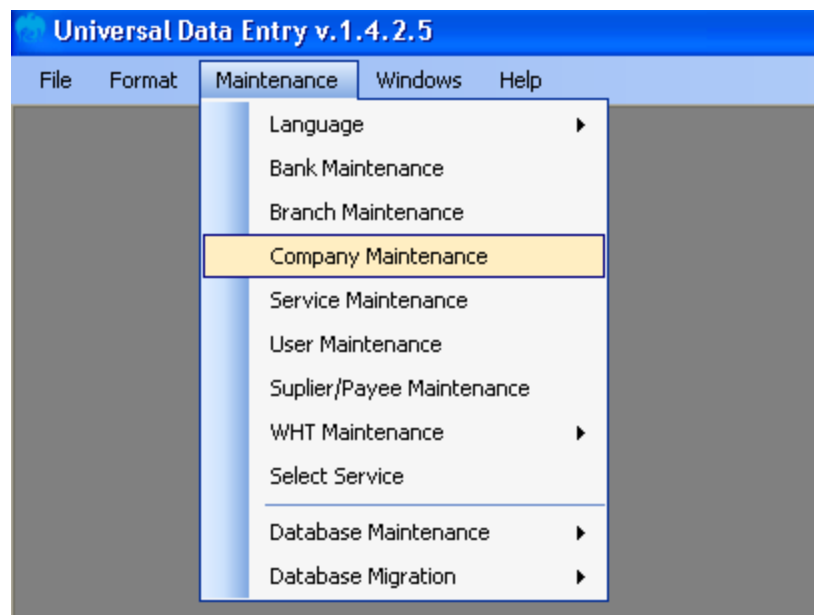 Universal Data Entry v.1.4.2.5
File Format Maintenance Windows Help
Language
Bank Maintenance
Branch Maintenance
Company Maintenance
Service Maintenance
User Maintenance
Suplier/Payee Maintenance
WHT Maintenance
Select Service
Database Maintenance
Database Migration